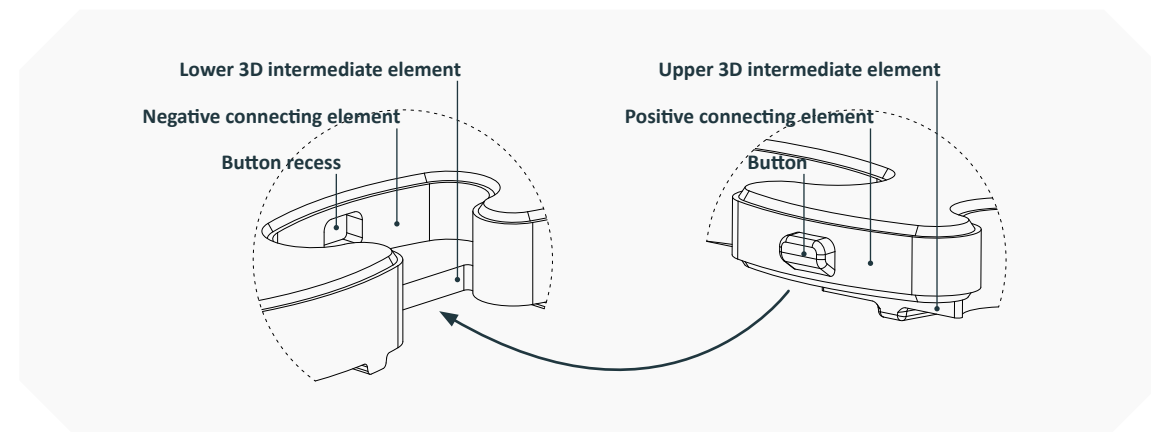 Lower 3D intermediate element
Negative connecting element
Button recess
Upper 3D intermediate element
Positive connecting element
Button